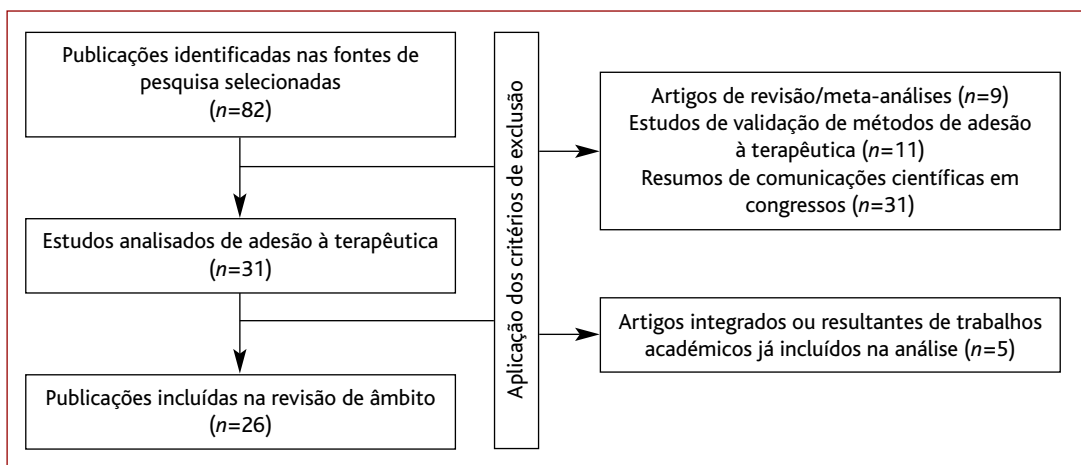 Publicações identificadas nas fontes de
pesquisa selecionadas
(n=82)
Estudos analisados de adesão à terapêutica
(n=31)
Publicações incluídas na revisão de âmbito
(n=26)
Aplicação dos critérios de exclusão
Artigos de revisão/meta-análises (n=9)
Estudos de validação de métodos de adesão
à terapêutica (n=11)
Resumos de comunicações científicas em
congressos (n=31)
Artigos integrados ou resultantes de trabalhos
académicos já incluídos na análise (n=5)